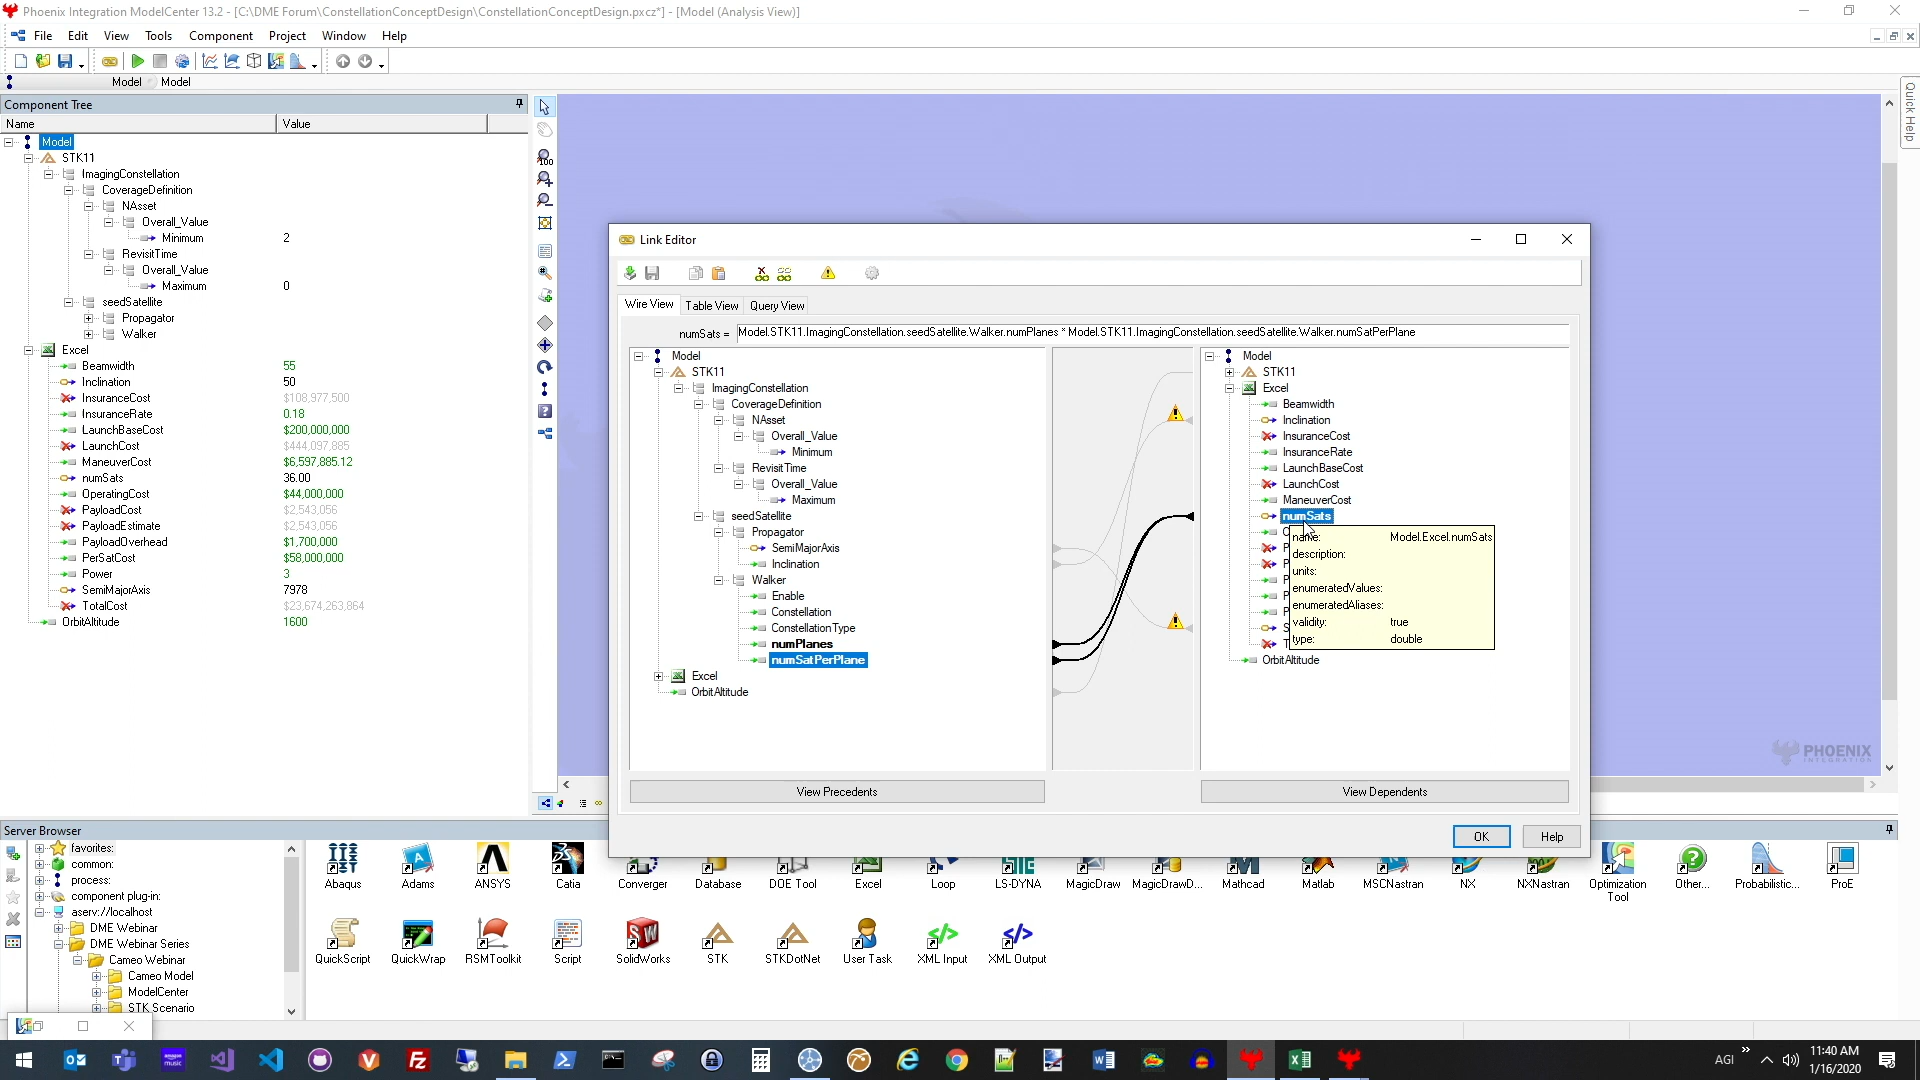 Phoenix Integration ModelCenter 13.2 - [C:\DME Forum\ConstellationConceptDesign\ConstellationConceptDesign.pxcz*] - [Model (Analysis View)]
File Edit View Tools Component Project Window Help
Model Model
Component Tree
Name Value
Model
STK11
ImagingConstellation
CoverageDefinition
NAsset
Overall_Value
Minimum 2
RevisitTime
Overall_Value
Maximum 0
seedSatellite
Propagator
Walker
Excel
Beamwidth 55
Inclination 50
InsuranceCost $108,977,500
InsuranceRate 0.18
LaunchBaseCost $200,000,000
LaunchCost $444,097,885
ManeuverCost $6,597,885.12
numSats 36.00
OperatingCost $44,000,000
PayloadCost $2,543,056
PayloadEstimate $2,543,056
PayloadOverhead $1,700,000
PerSatCost $58,000,000
Power 3
SemiMajorAxis 7978
TotalCost $23,674,263,864
OrbitAltitude 1600
100
Quick Help
Link Editor
Wire View Table View Query View
numSats = Model.STK11.ImagingConstellation.seedSatellite.Walker.numPlanes * Model.STK11.ImagingConstellation.seedSatellite.Walker.numSatPerPlane
Model
STK11
ImagingConstellation
CoverageDefinition
NAsset
Overall_Value
Minimum
RevisitTime
Overall_Value
Maximum
seedSatellite
Propagator
SemiMajorAxis
Inclination
Walker
Enable
Constellation
ConstellationType
numPlanes
numSatPerPlane
Excel
OrbitAltitude
Model
STK11
Excel
Beamwidth
Inclination
InsuranceCost
InsuranceRate
LaunchBaseCost
LaunchCost
ManeuverCost
numSats
name: Model.Excel.numSats
description:
units:
enumeratedValues:
enumeratedAliases:
validity: true
type: double
OrbitAltitude
View Precedents View Dependents
OK Help
PHOENIX
INTEGRATION
Server Browser
favorites:
common:
process:
component plug-in:
aserv://localhost
DME Webinar
DME Webinar Series
Cameo Webinar
Cameo Model
ModelCenter
STK Scenario
Abaqus Adams ANSYS Catia Converger Database DOE Tool Excel Loop LS-DYNA MagicDraw MagicDrawD... Mathcad Matlab MSCNastran NX NXNastran Optimization Tool Other... Probabilistic... ProE
QuickScript QuickWrap RSMToolkit Script SolidWorks STK STKDotNet User Task XML Input XML Output
AGI
11:40 AM
1/16/2020